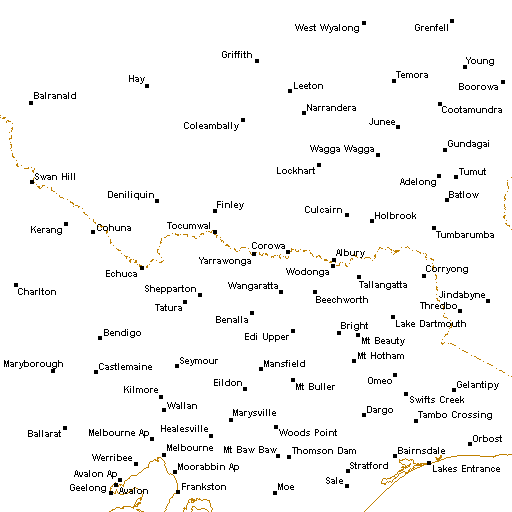 West Wyalong
Grenfell
Griffith
Young
Hay
Temora
Boorowa
Leeton
Balranald
Narrandera
Cootamundra
Coleambally
Junee
Wagga Wagga
Gundagai
Lockhart
Tumut
Swan Hill
Adelong
Deniliquin
Batlow
Finley
Culcairn
Holbrook
Kerang
Cohuna
Tocumwal
Tumbarumba
Corowa
Albury
Yarrawonga
Wodonga
Echuca
Corryong
Tallangatta
Charlton
Shepparton
Wangaratta
Beechworth
Jindabyne
Tatura
Thredbo
Benalla
Lake Dartmouth
Bendigo
Edi Upper
Bright
Mt Beauty
Mt Hotham
Maryborough
Castlemaine
Seymour
Mansfield
Eildon
Mt Buller
Omeo
Gelantipy
Kilmore
Swifts Creek
Wallan
Dargo
Tambo Crossing
Marysville
Ballarat
Melbourne Ap
Healesville
Woods Point
Orbost
Melbourne
Mt Baw Baw
Thomson Dam
Bairnsdale
Werribee
Moorabbin Ap
Stratford
Lakes Entrance
Avalon Ap
Sale
Geelong
Avalon
Frankston
Moe